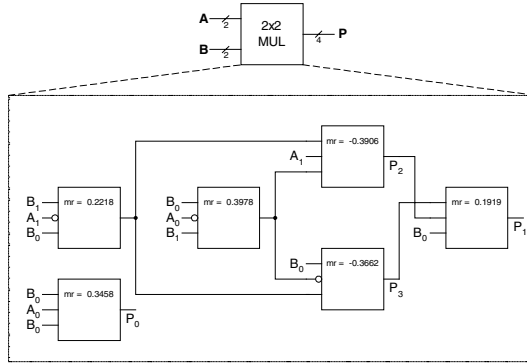 A
2
B
2
2x2
MUL
4
P
mr = -0.3906
A1
P2
B1
A1
B0
mr = 0.2218
B0
A0
B1
mr = 0.3978
mr = 0.1919
B0
P1
B0
mr = -0.3662
P3
B0
A0
B0
mr = 0.3458
P0